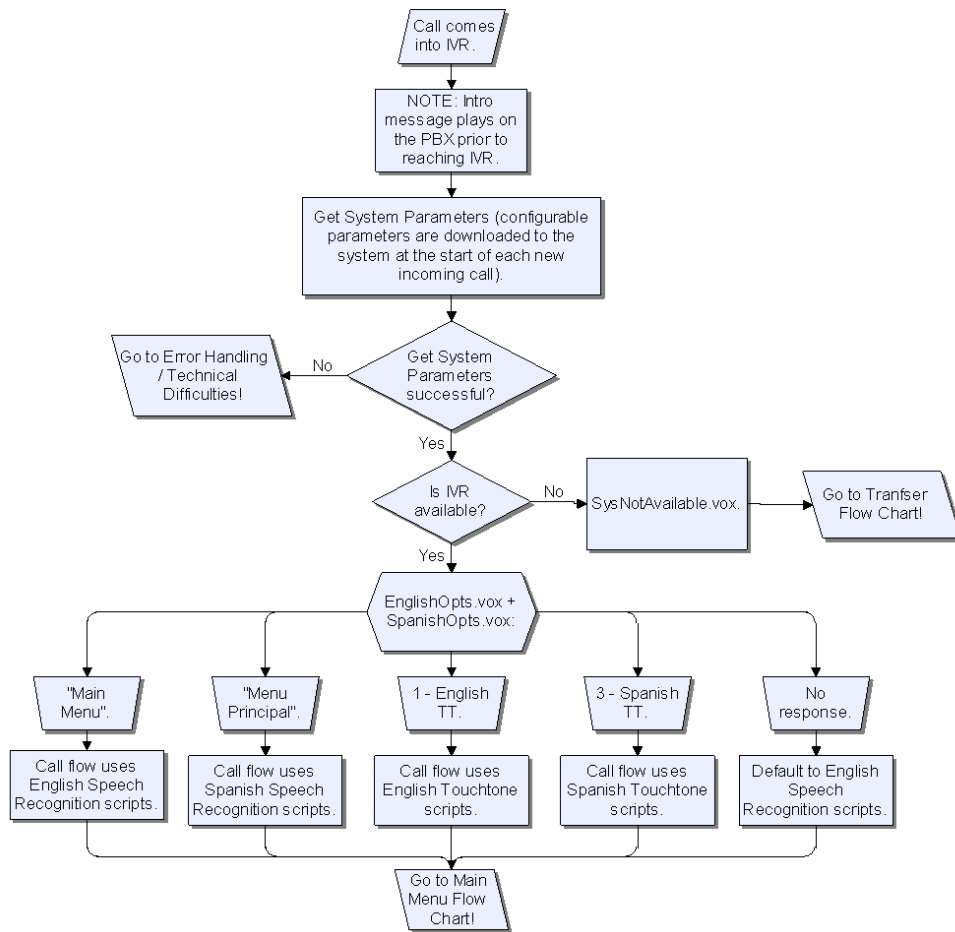 Call comes
into IVR.
NOTE: Intro
message plays on
the PBX prior to
reaching IVR.
Get System Parameters (configurable
parameters are downloaded to the
system at the start of each new
incoming call).
Go to Error Handling
/ Technical
Difficulties!
No
Get System
Parameters
successful?
Yes
Is IVR
available?
No
SysNotAvailable.vox.
Go to Tranfser
Flow Chart!
Yes
EnglishOpts.vox +
SpanishOpts.vox:
"Main
Menu".
"Menu
Principal".
1 - English
TT.
3 - Spanish
TT.
No
response.
Call flow uses
English Speech
Recognition scripts.
Call flow uses
Spanish Speech
Recognition scripts.
Call flow uses
English Touchtone
scripts.
Call flow uses
Spanish Touchtone
scripts.
Default to English
Speech
Recognition scripts.
Go to Main
Menu Flow
Chart!